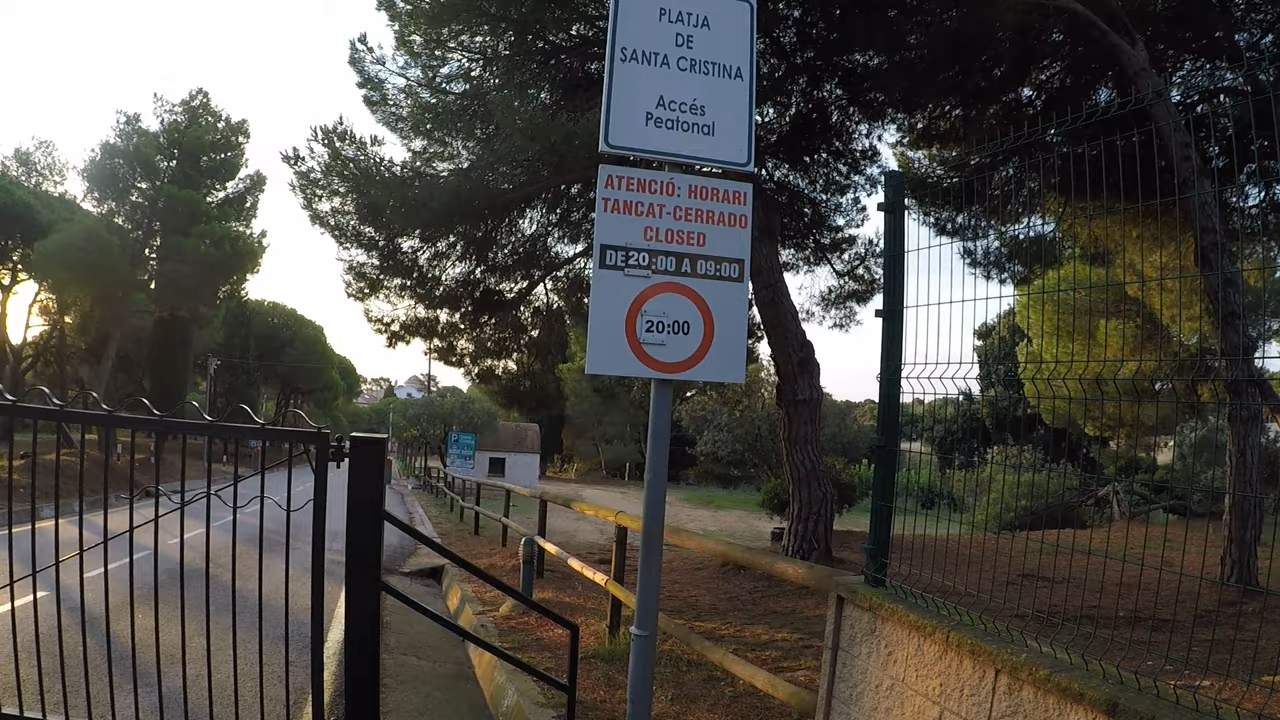 PLATJA
DE
SANTA CRISTINA
Accés
Peatonal
ATENCIÓ: HORARI
TANCAT-CERRADO
CLOSED
DE 20:00 A 09:00
20:00
P